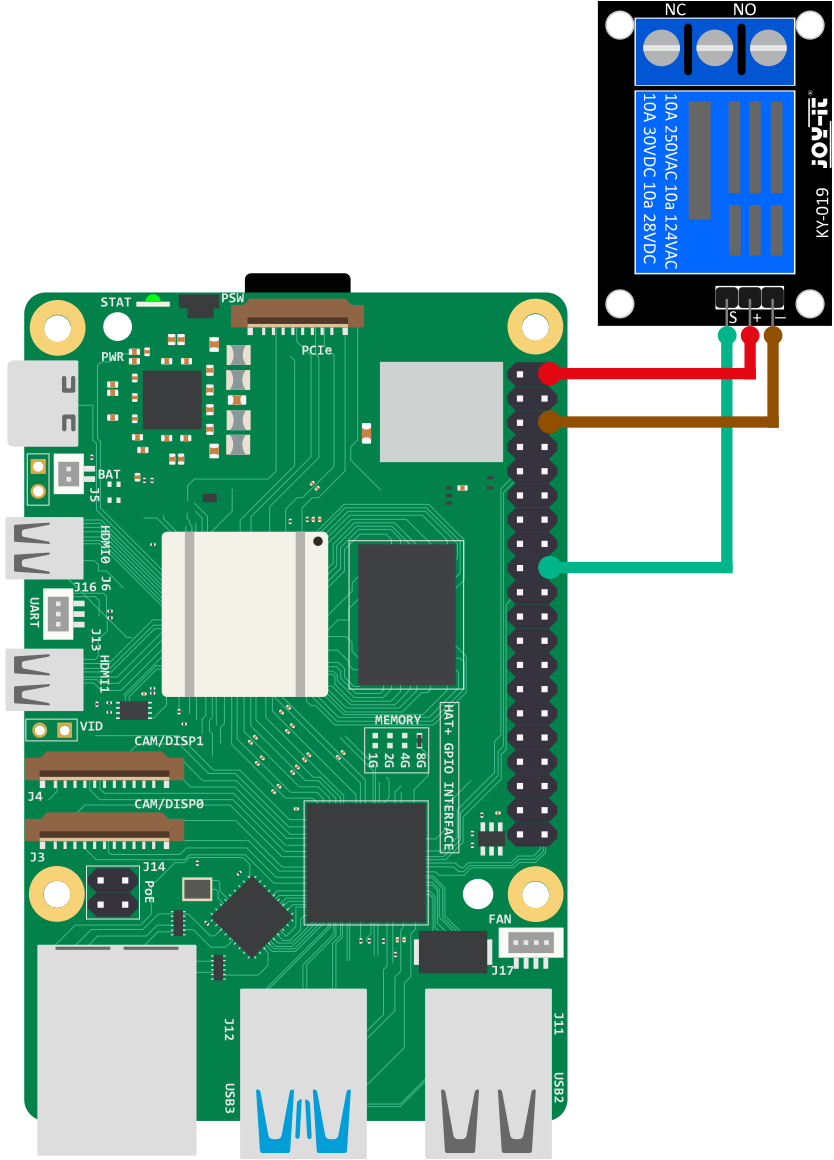 NC NO
10A 250VAC 10a 124VAC
10A 30VDC 10a 28VDC
JOY-iT
®
KY-019
S + –
STAT
PSW
PWR
PCIe
BAT
J5
HDMI0
J6
J16
UART
J13
HDMI1
VID
CAM/DISP1
J4
CAM/DISP0
J3
MEMORY
1G
2G
4G
8G
HAT+ GPIO INTERFACE
J14
PoE
FAN
J17
J12
USB3
J11
USB2